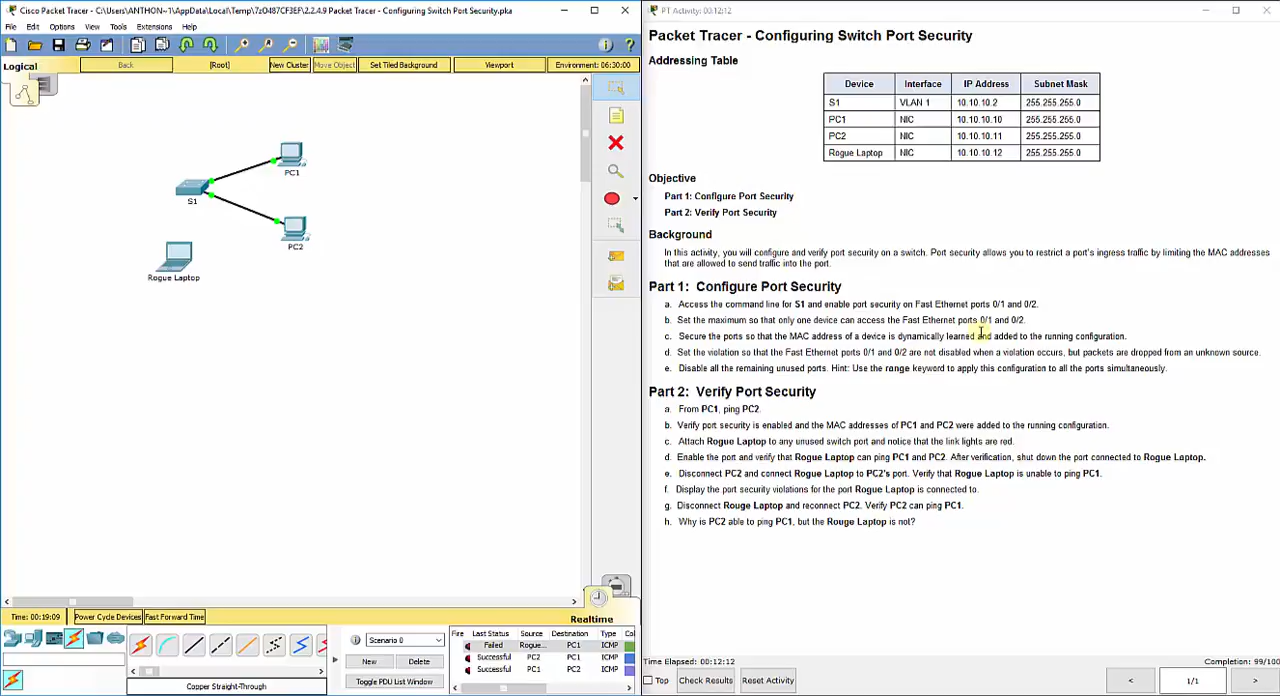 Cisco Packet Tracer - C:\Users\ANTHON~1\AppData\Local\Temp\7zO487CF3EF\2.2.4.9 Packet Tracer - Configuring Switch Port Security.pka
File Edit Options View Tools Extensions Help
Logical Back [Root] New Cluster Move Object Set Tiled Background Viewport Environment: 06:30:00
PC1
S1
PC2
Rogue Laptop
Time: 00:19:09 Power Cycle Devices Fast Forward Time Realtime
Scenario 0
New Delete
Toggle PDU List Window
Copper Straight-Through
Fire Last Status Source Destination Type Col
Failed Rogue... PC1 ICMP
Successful PC2 PC1 ICMP
Successful PC1 PC2 ICMP
PT Activity: 00:12:12
Packet Tracer - Configuring Switch Port Security
Addressing Table
Device Interface IP Address Subnet Mask
S1 VLAN 1 10.10.10.2 255.255.255.0
PC1 NIC 10.10.10.10 255.255.255.0
PC2 NIC 10.10.10.11 255.255.255.0
Rogue Laptop NIC 10.10.10.12 255.255.255.0
Objective
Part 1: Configure Port Security
Part 2: Verify Port Security
Background
In this activity, you will configure and verify port security on a switch. Port security allows you to restrict a port's ingress traffic by limiting the MAC addresses
that are allowed to send traffic into the port.
Part 1: Configure Port Security
a. Access the command line for S1 and enable port security on Fast Ethernet ports 0/1 and 0/2.
b. Set the maximum so that only one device can access the Fast Ethernet ports 0/1 and 0/2.
c. Secure the ports so that the MAC address of a device is dynamically learned and added to the running configuration.
d. Set the violation so that the Fast Ethernet ports 0/1 and 0/2 are not disabled when a violation occurs, but packets are dropped from an unknown source.
e. Disable all the remaining unused ports. Hint: Use the range keyword to apply this configuration to all the ports simultaneously.
Part 2: Verify Port Security
a. From PC1, ping PC2.
b. Verify port security is enabled and the MAC addresses of PC1 and PC2 were added to the running configuration.
c. Attach Rogue Laptop to any unused switch port and notice that the link lights are red.
d. Enable the port and verify that Rogue Laptop can ping PC1 and PC2. After verification, shut down the port connected to Rogue Laptop.
e. Disconnect PC2 and connect Rogue Laptop to PC2's port. Verify that Rogue Laptop is unable to ping PC1.
f. Display the port security violations for the port Rogue Laptop is connected to.
g. Disconnect Rouge Laptop and reconnect PC2. Verify PC2 can ping PC1.
h. Why is PC2 able to ping PC1, but the Rouge Laptop is not?
Time Elapsed: 00:12:12 Completion: 99/100
Top Check Results Reset Activity < 1/1 >